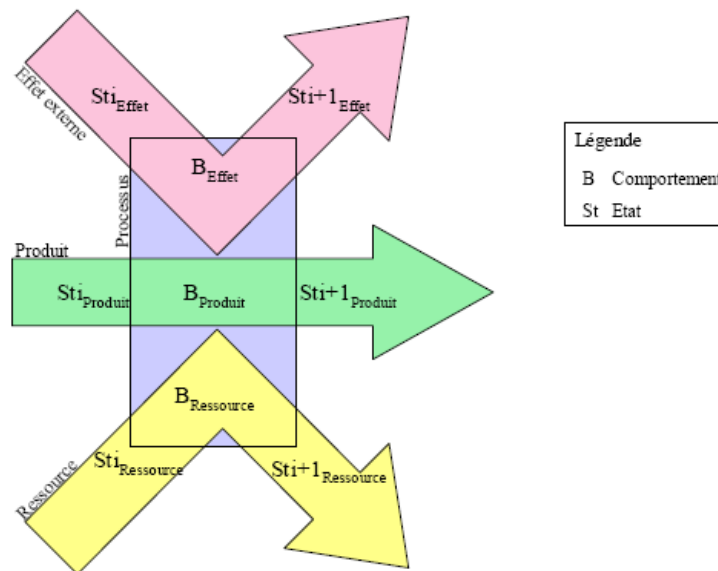 Effet externe
Sti Effet
Sti+1 Effet
B Effet
Processus
Produit
Sti Produit
B Produit
Sti+1 Produit
B Ressource
Sti Ressource
Sti+1 Ressource
Ressource
Légende
B Comportement
St Etat